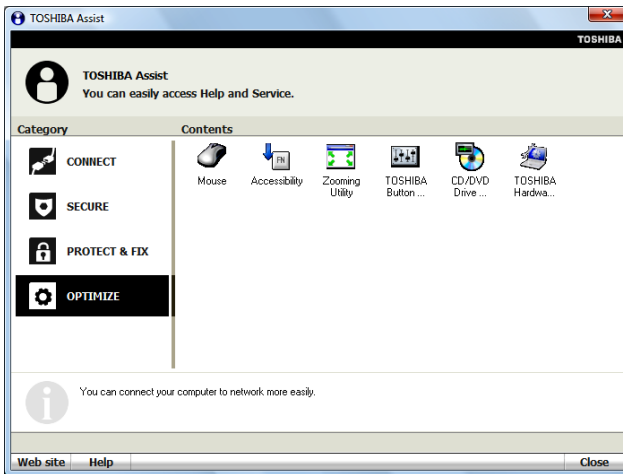 TOSHIBA Assist
TOSHIBA
TOSHIBA Assist
You can easily access Help and Service.
Category
Contents
CONNECT
SECURE
PROTECT & FIX
OPTIMIZE
Mouse
Accessibility
Zooming
Utility
TOSHIBA
Button ...
CD/DVD
Drive ...
TOSHIBA
Hardwa...
FN
You can connect your computer to network more easily.
Web site
Help
Close